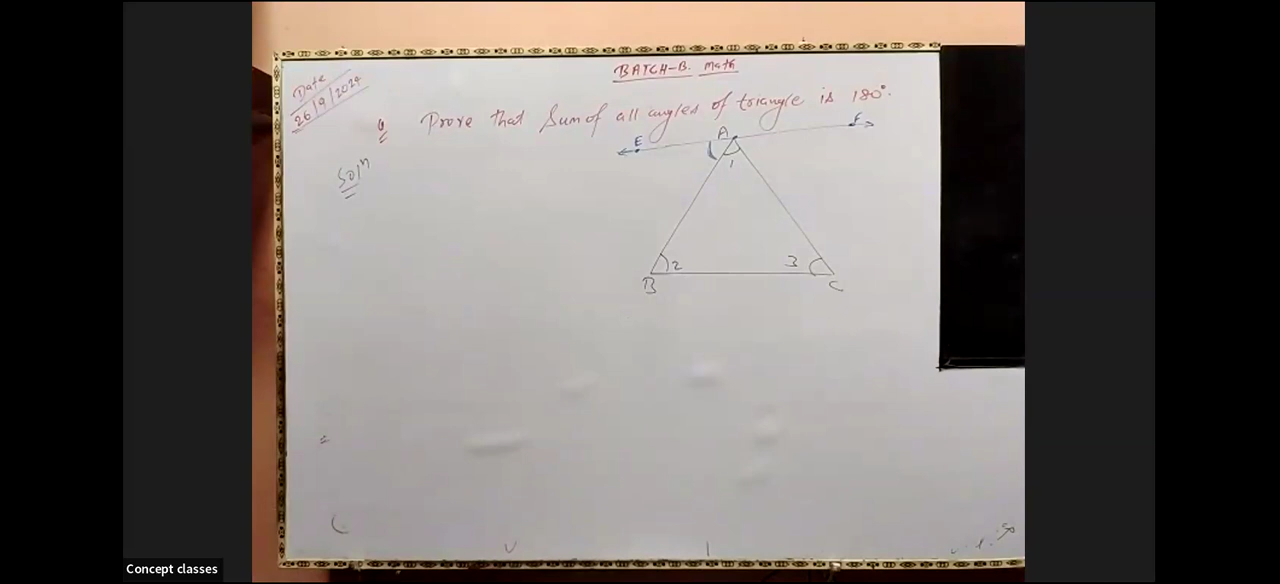 BATCH-B. Math
Date
26/9/2024
Q Prove that Sum of all angles of triangle is 180°.
Solⁿ
E A F
1
2 3
B C
Concept classes